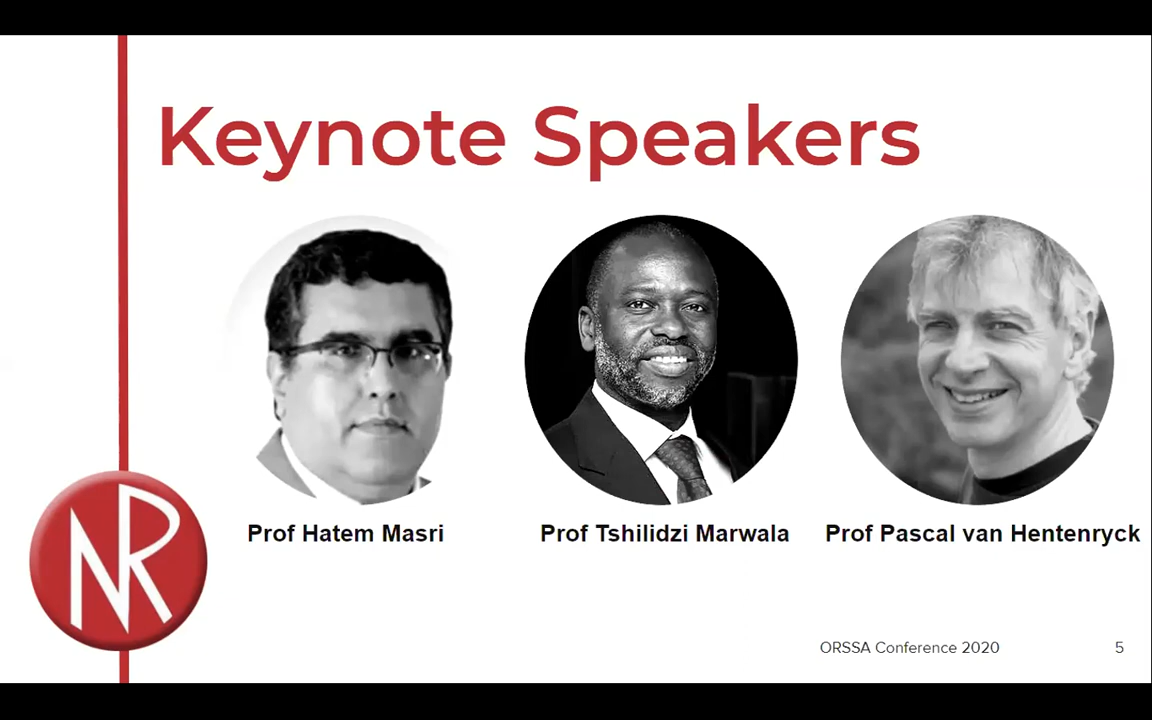 Keynote Speakers
Prof Hatem Masri
Prof Tshilidzi Marwala
Prof Pascal van Hentenryck
ORSSA Conference 2020
5